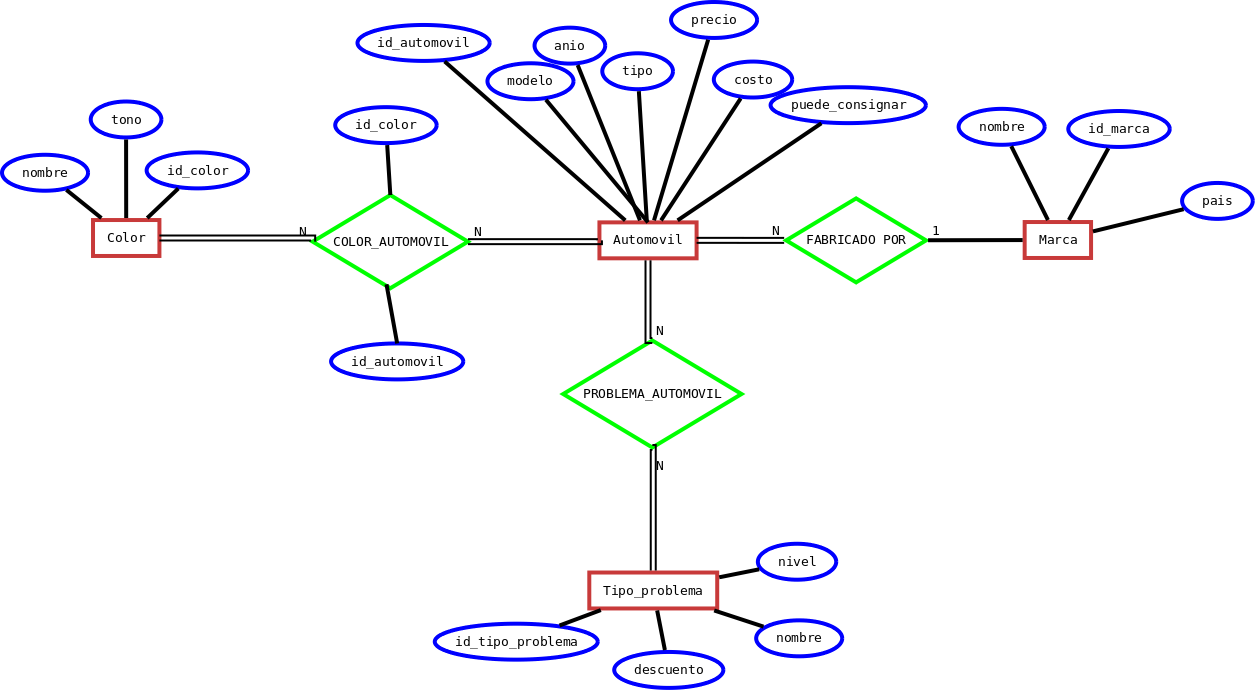 precio
id_automovil
anio
tipo
modelo
costo
puede_consignar
tono
id_color
nombre
id_marca
nombre
id_color
pais
Color
N
COLOR_AUTOMOVIL
N
Automovil
N
FABRICADO POR
1
Marca
N
id_automovil
PROBLEMA_AUTOMOVIL
N
nivel
Tipo_problema
id_tipo_problema
nombre
descuento